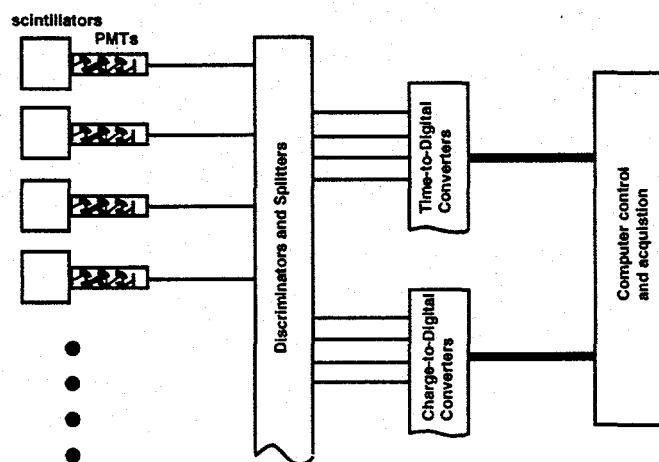 scintillators
PMTs
Discriminators and Splitters
Time-to-Digital
Converters
Charge-to-Digital
Converters
Computer control
and acquistion